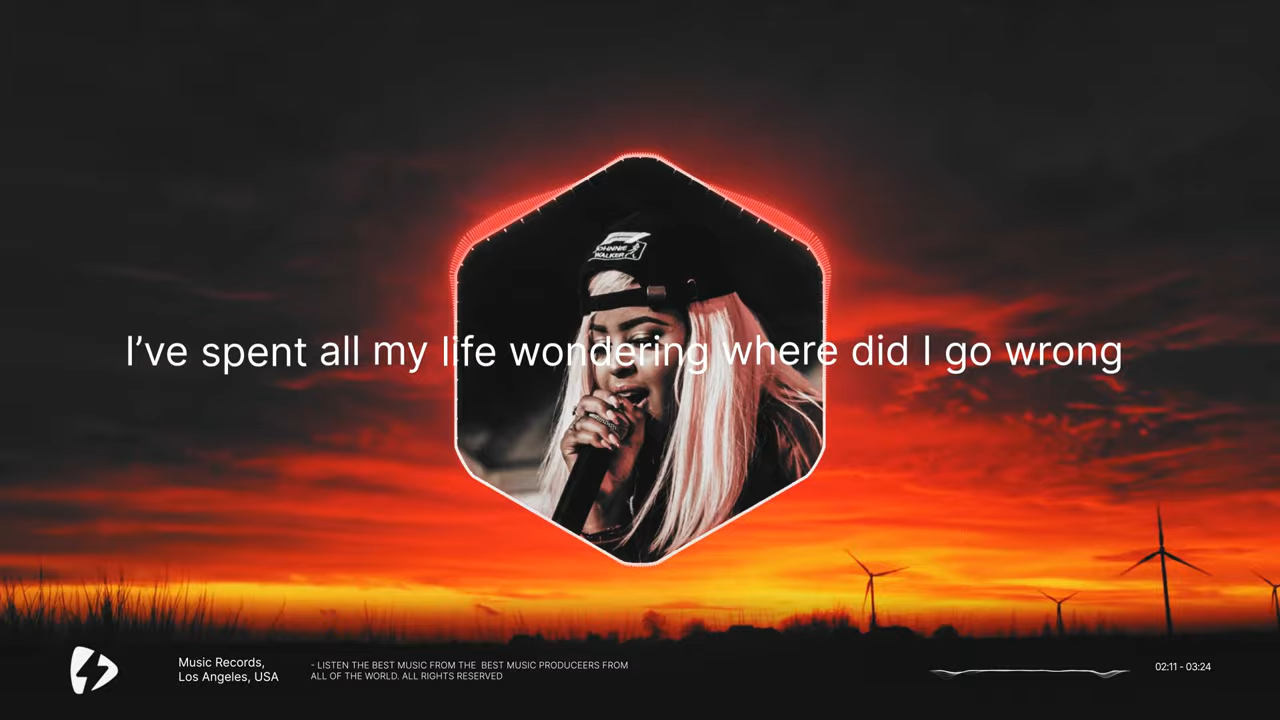 JOHNNIE
WALKER
I’ve spent all my life wondering where did I go wrong
Music Records,
Los Angeles, USA
- LISTEN THE BEST MUSIC FROM THE  BEST MUSIC PRODUCEERS FROM
ALL OF THE WORLD. ALL RIGHTS RESERVED
02:11 - 03:24